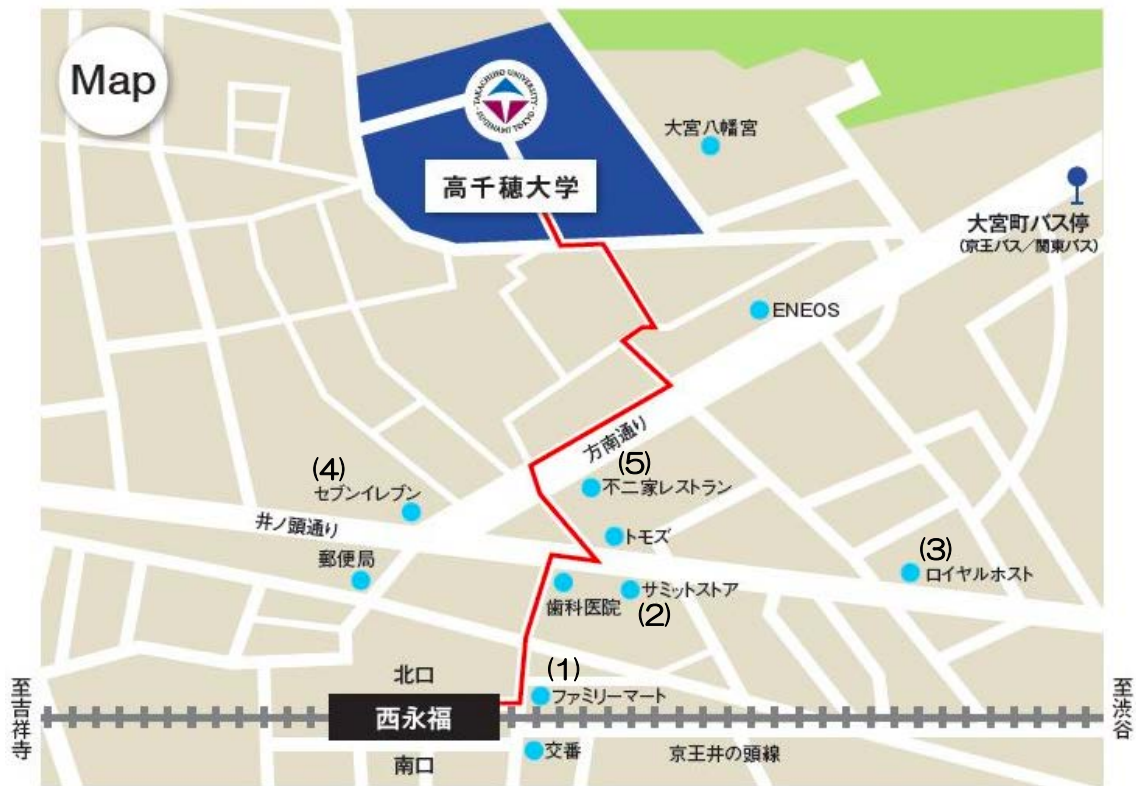 Map
TAKACHIHO UNIVERSITY
SUGINAMI TOKYO
高千穂大学
大宮八幡宮
大宮町バス停
(京王バス/関東バス)
ENEOS
方南通り
(4)
セブンイレブン
(5)
不二家レストラン
井ノ頭通り
トモズ
郵便局
(3)
ロイヤルホスト
歯科医院
サミットストア
(2)
北口
(1)
ファミリーマート
至吉祥寺
西永福
至渋谷
交番
京王井の頭線
南口